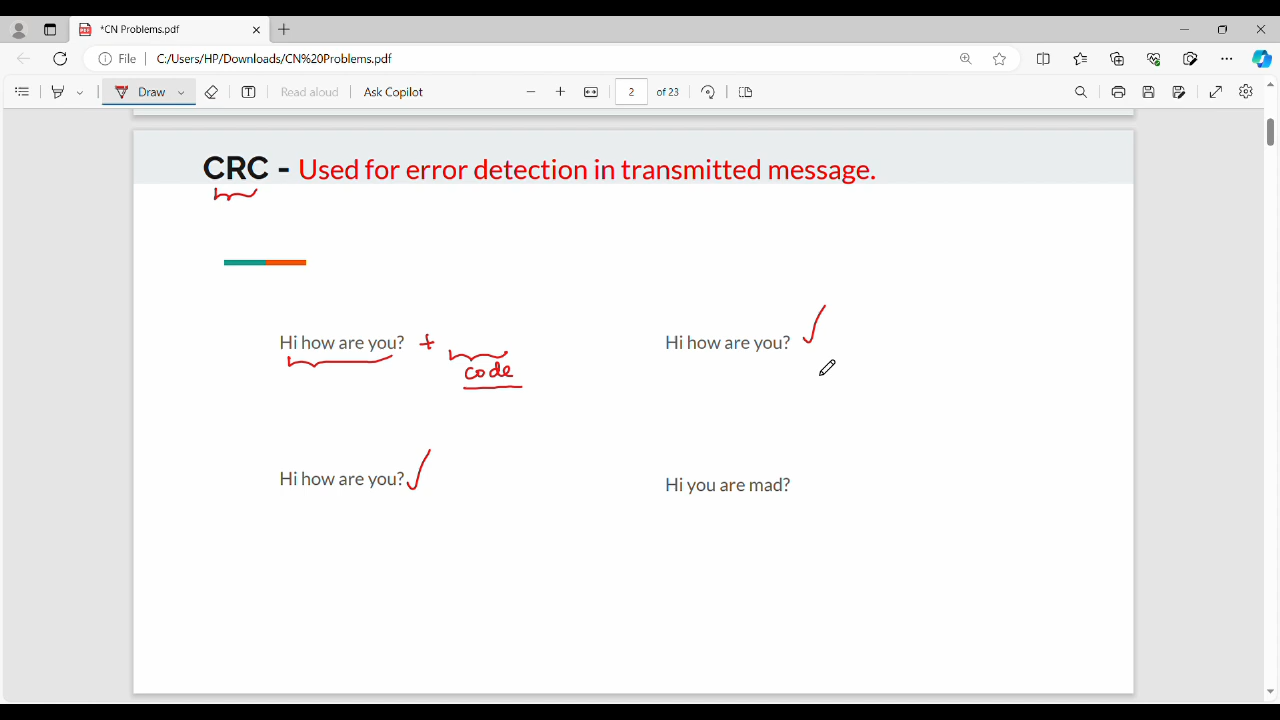 *CN Problems.pdf
File C:/Users/HP/Downloads/CN%20Problems.pdf
Draw Read aloud Ask Copilot 2 of 23
CRC - Used for error detection in transmitted message.
Hi how are you? + code
Hi how are you?
Hi how are you?
Hi you are mad?